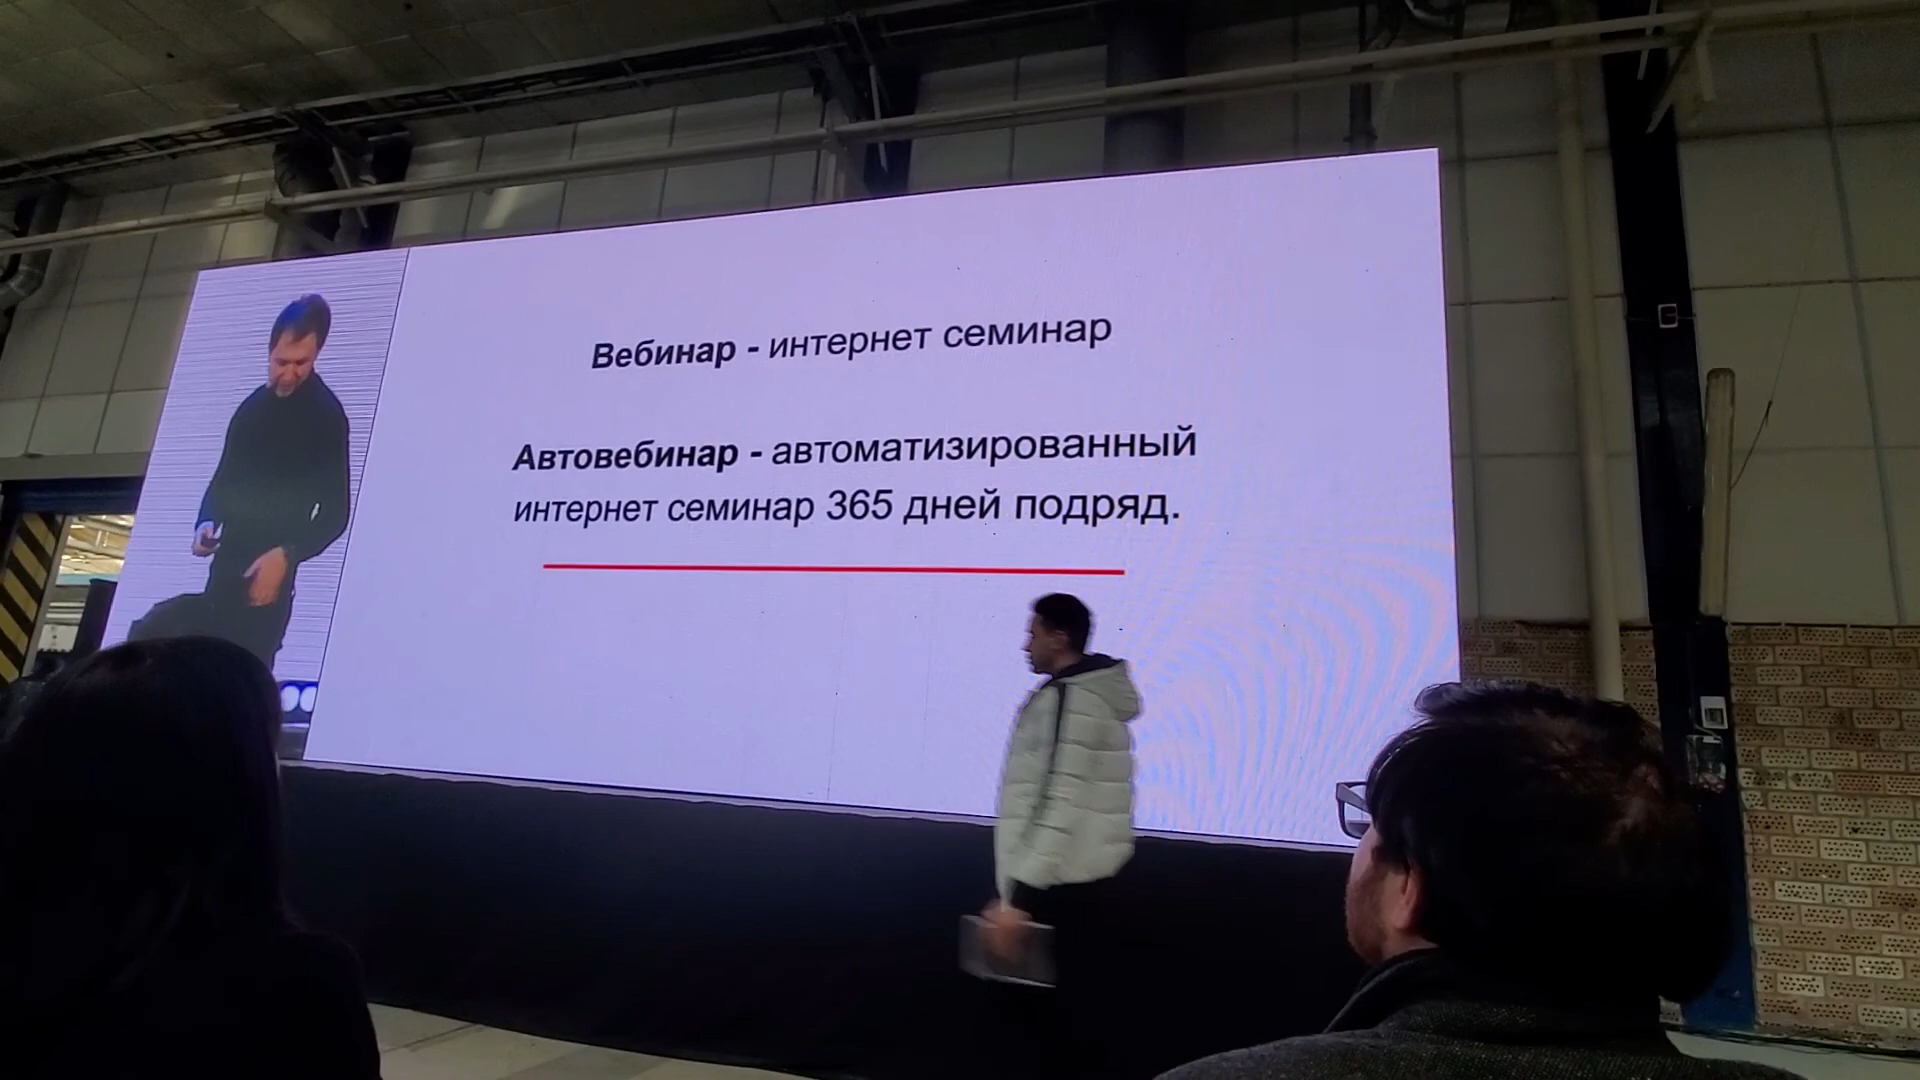 Вебинар - интернет семинар
Автовебинар - автоматизированный
интернет семинар 365 дней подряд.